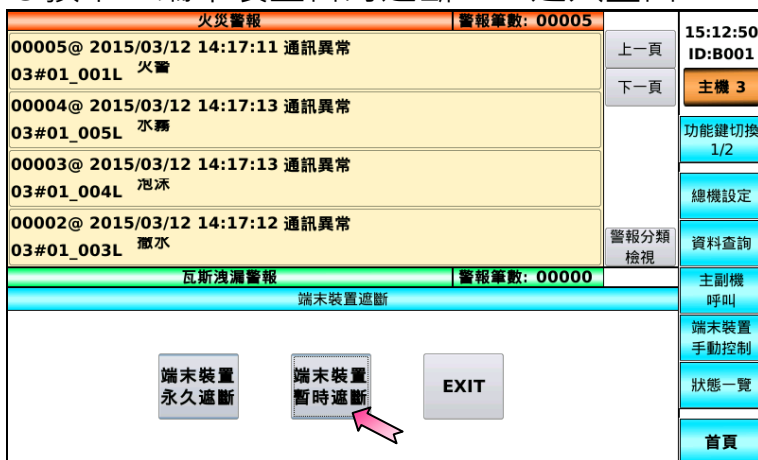 火災警報 警報筆數: 00005
00005@ 2015/03/12 14:17:11 通訊異常
03#01_001L 火警
00004@ 2015/03/12 14:17:13 通訊異常
03#01_005L 水霧
00003@ 2015/03/12 14:17:13 通訊異常
03#01_004L 泡沫
00002@ 2015/03/12 14:17:12 通訊異常
03#01_003L 撒水
上一頁
下一頁
警報分類
檢視
瓦斯洩漏警報 警報筆數: 00000
端末裝置遮斷
端末裝置
永久遮斷
端末裝置
暫時遮斷
EXIT
15:12:50
ID:B001
主機 3
功能鍵切換
1/2
總機設定
資料查詢
主副機
呼叫
端末裝置
手動控制
狀態一覽
首頁